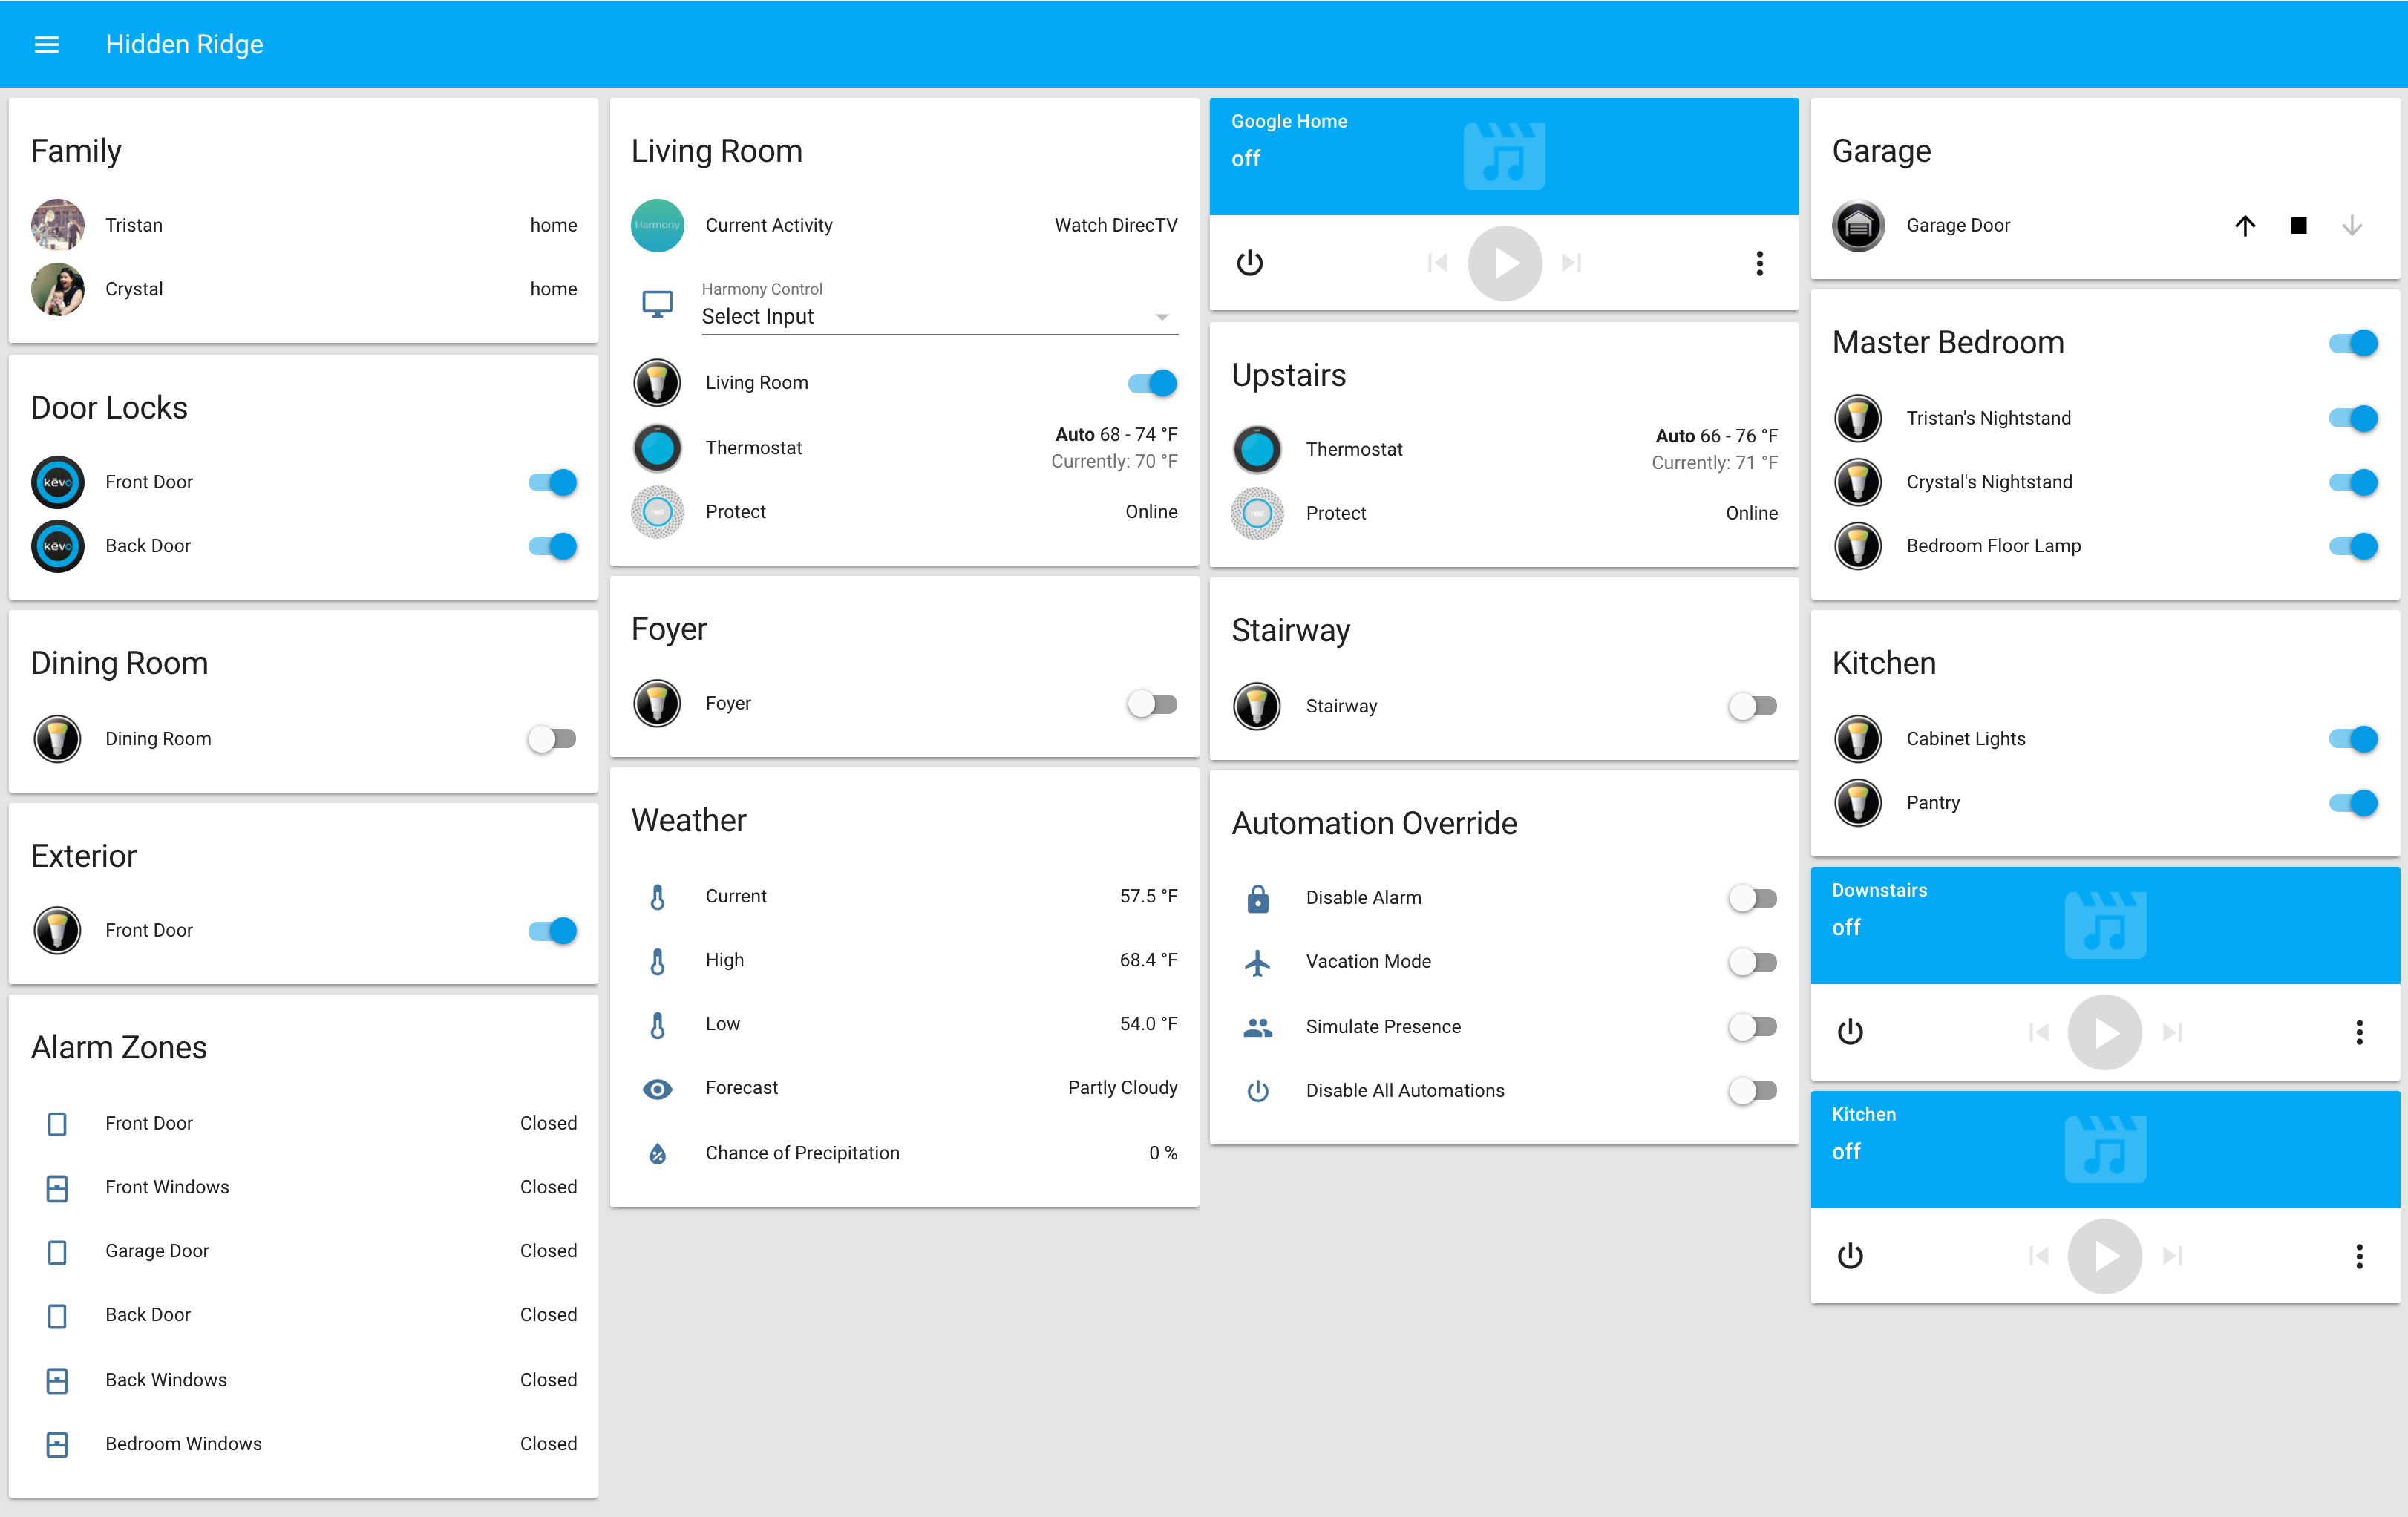 Hidden Ridge
Family
Tristan home
Crystal home
Door Locks
kēvo Front Door
kēvo Back Door
Dining Room
Dining Room
Exterior
Front Door
Alarm Zones
Front Door Closed
Front Windows Closed
Garage Door Closed
Back Door Closed
Back Windows Closed
Bedroom Windows Closed
Living Room
Harmony Current Activity Watch DirecTV
Harmony Control
Select Input
Living Room
Thermostat Auto 68 - 74 °F
Currently: 70 °F
nest Protect Online
Foyer
Foyer
Weather
Current 57.5 °F
High 68.4 °F
Low 54.0 °F
Forecast Partly Cloudy
Chance of Precipitation 0 %
Google Home
off
Upstairs
Thermostat Auto 66 - 76 °F
Currently: 71 °F
nest Protect Online
Stairway
Stairway
Automation Override
Disable Alarm
Vacation Mode
Simulate Presence
Disable All Automations
Garage
Garage Door
Master Bedroom
Tristan's Nightstand
Crystal's Nightstand
Bedroom Floor Lamp
Kitchen
Cabinet Lights
Pantry
Downstairs
off
Kitchen
off